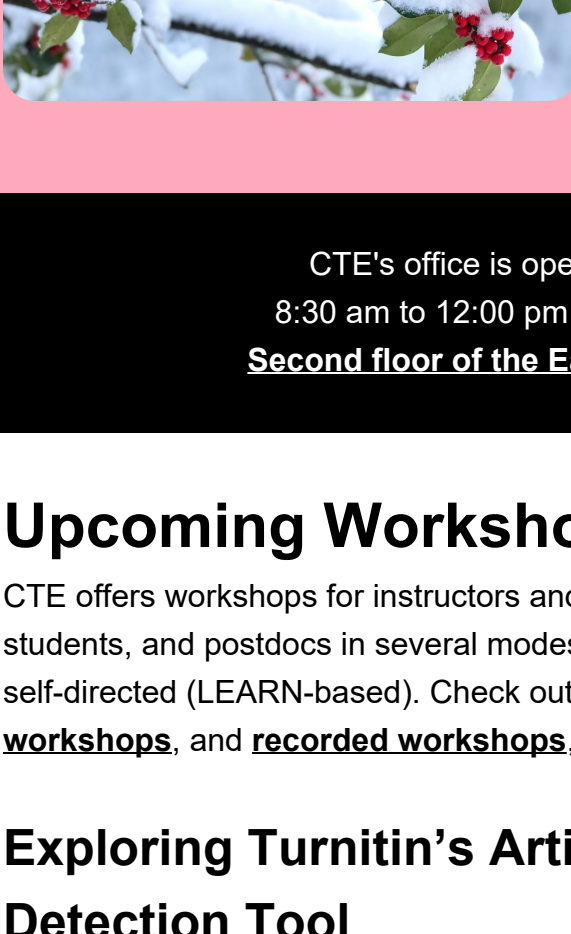 CTE's office is ope
8:30 am to 12:00 pm
Second floor of the E
Upcoming Worksho
CTE offers workshops for instructors and
students, and postdocs in several modes
self-directed (LEARN-based). Check out
workshops, and recorded workshops,
Exploring Turnitin’s Arti
Detection Tool